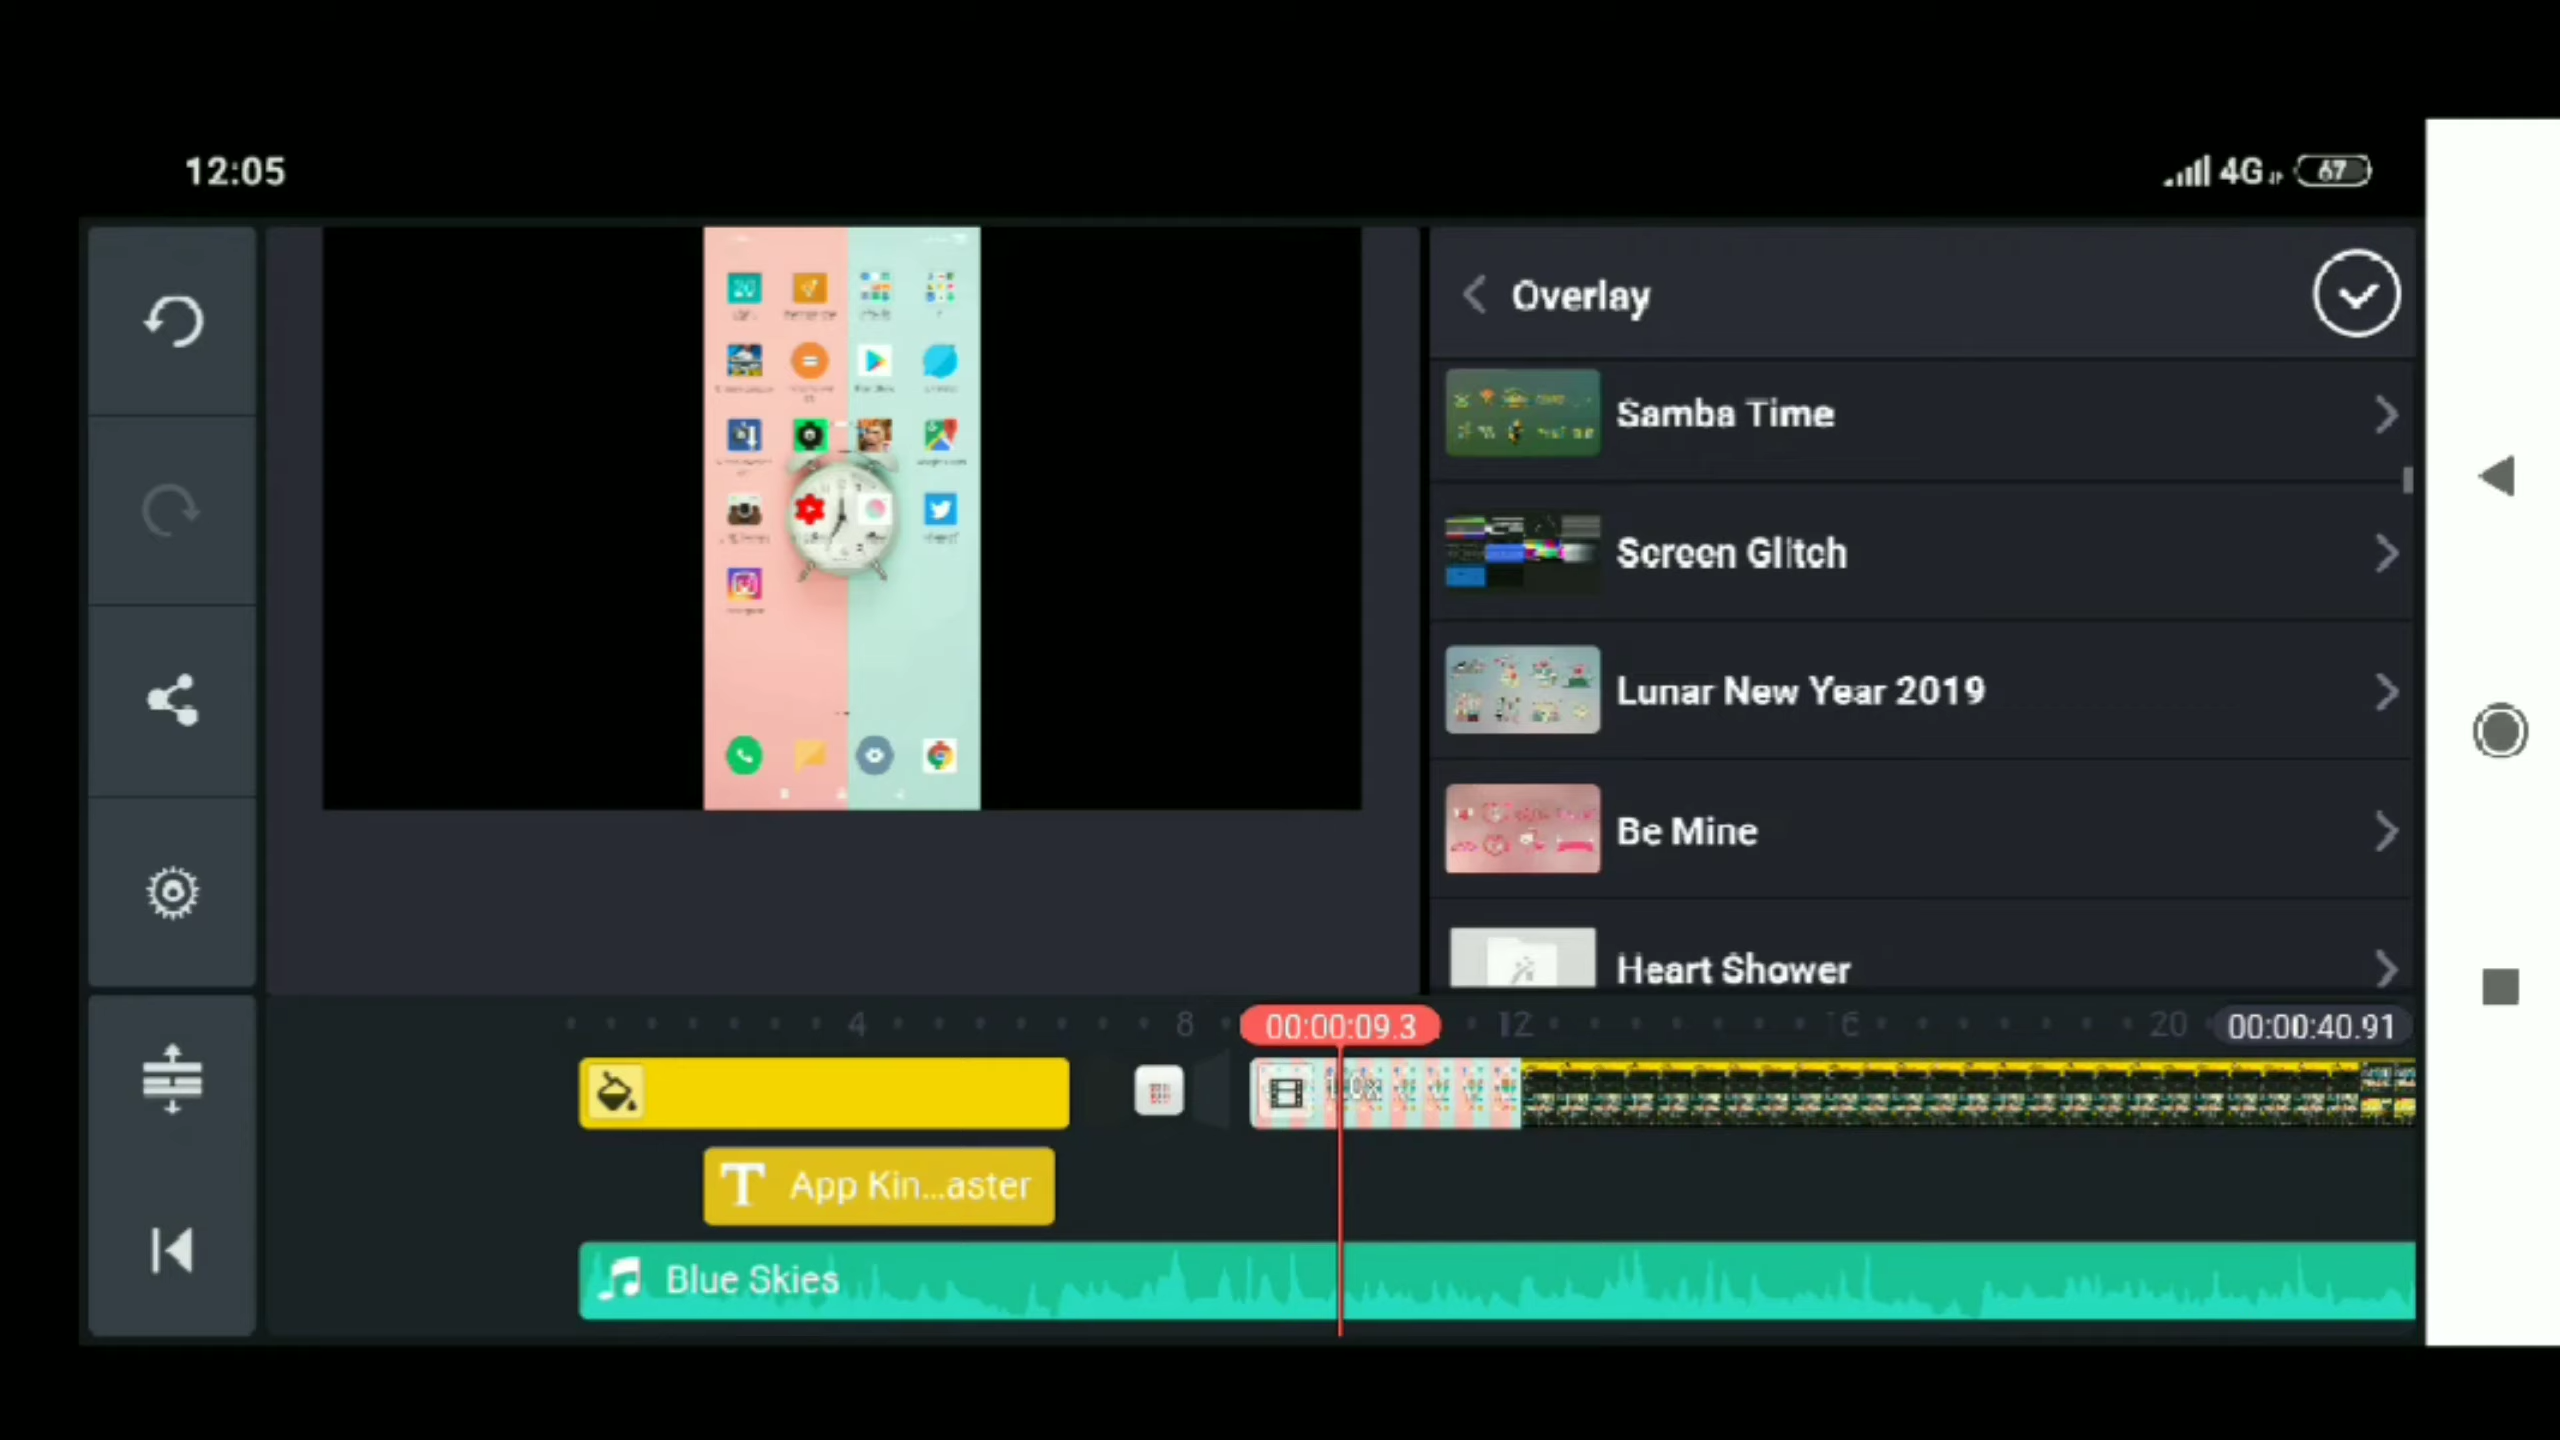 12:05
4G
67
Overlay
Samba Time
Screen Glitch
Lunar New Year 2019
Be Mine
Heart Shower
4
8
00:00:09.3
12
20
00:00:40.91
App Kin...aster
Blue Skies